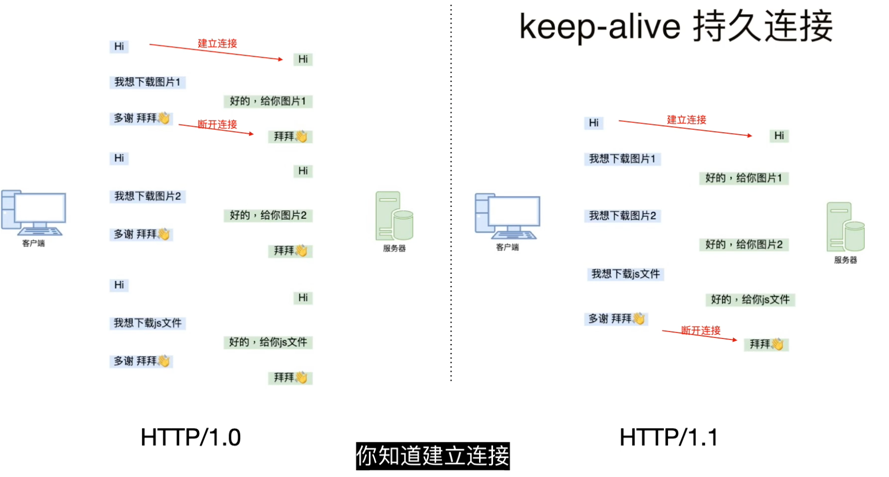 keep-alive 持久连接
Hi
建立连接
Hi
我想下载图片1
好的，给你图片1
多谢 拜拜👋
断开连接
拜拜👋
Hi
Hi
我想下载图片2
好的，给你图片2
多谢 拜拜👋
拜拜👋
Hi
Hi
我想下载js文件
好的，给你js文件
多谢 拜拜👋
拜拜👋
客户端
服务器
HTTP/1.0
Hi
建立连接
Hi
我想下载图片1
好的，给你图片1
我想下载图片2
好的，给你图片2
我想下载js文件
好的，给你js文件
多谢 拜拜👋
断开连接
拜拜👋
客户端
服务器
HTTP/1.1
你知道建立连接